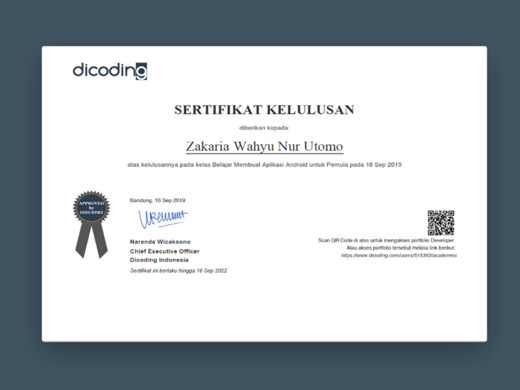 dicoding
SERTIFIKAT KELULUSAN
diberikan kepada:
Zakaria Wahyu Nur Utomo
atas kelulusannya pada kelas Belajar Membuat Aplikasi Android untuk Pemula pada 16 Sep 2019
APPROVED
by
INDUSTRY
Bandung, 16 Sep 2019
Narenda Wicaksono
Chief Executive Officer
Dicoding Indonesia
Sertifikat ini berlaku hingga 16 Sep 2022
Scan QR Code di atas untuk mengakses portfolio Developer.
Atau akses portfolio tersebut melalui link berikut:
https://www.dicoding.com/users/515393/academies